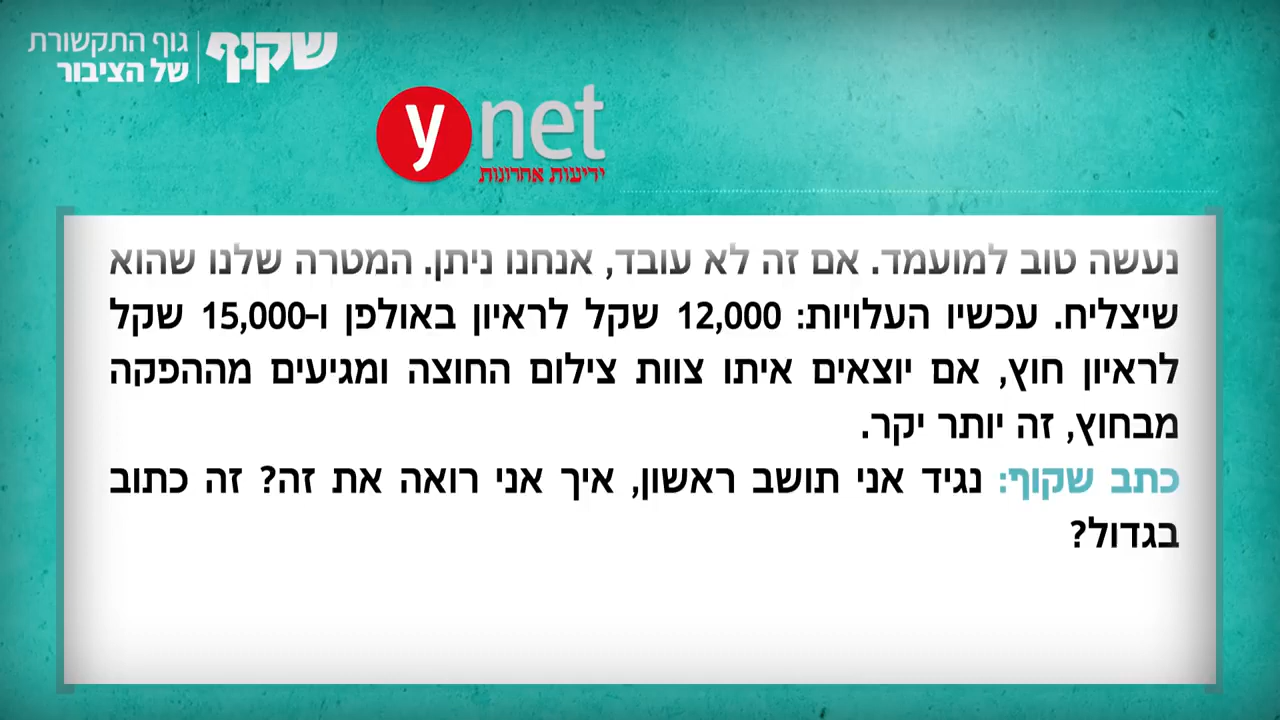 שקוף
גוף התקשורת
של הציבור
ynet
ידיעות אחרונות
נעשה טוב למועמד. אם זה לא עובד, אנחנו ניתן. המטרה שלנו שהוא
שיצליח. עכשיו העלויות: 12,000 שקל לראיון באולפן ו-15,000 שקל
לראיון חוץ, אם יוצאים איתו צוות צילום החוצה ומגיעים מההפקה
מבחוץ, זה יותר יקר.
כתב שקוף: נגיד אני תושב ראשון, איך אני רואה את זה? זה כתוב
בגדול?